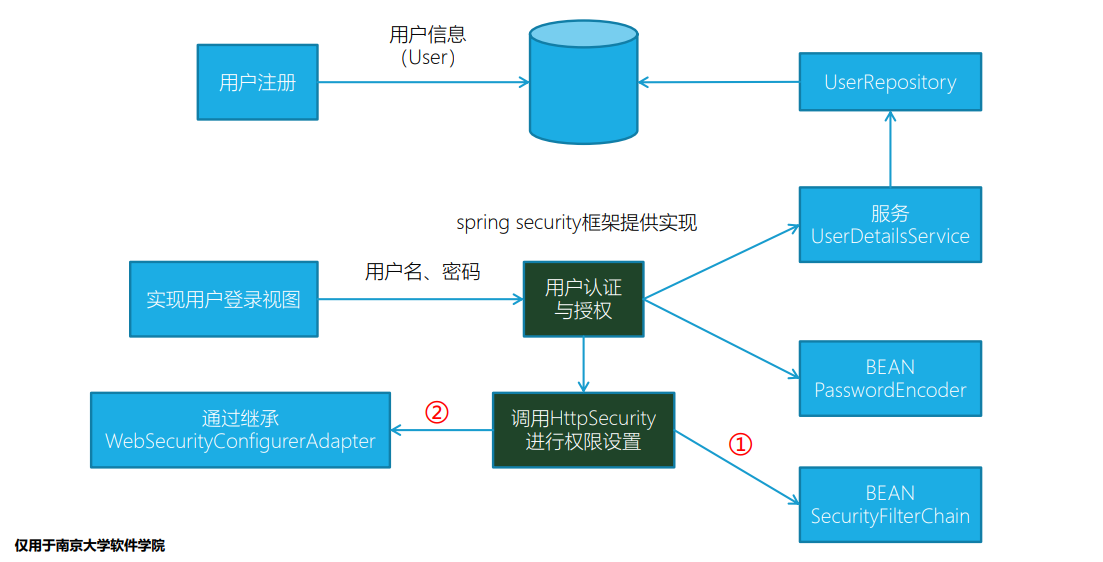 用户信息
（User）
用户注册
UserRepository
spring security框架提供实现
服务
UserDetailsService
用户名、密码
实现用户登录视图
用户认证
与授权
BEAN
PasswordEncoder
通过继承
WebSecurityConfigurerAdapter
②
调用HttpSecurity
进行权限设置
①
BEAN
SecurityFilterChain
仅用于南京大学软件学院